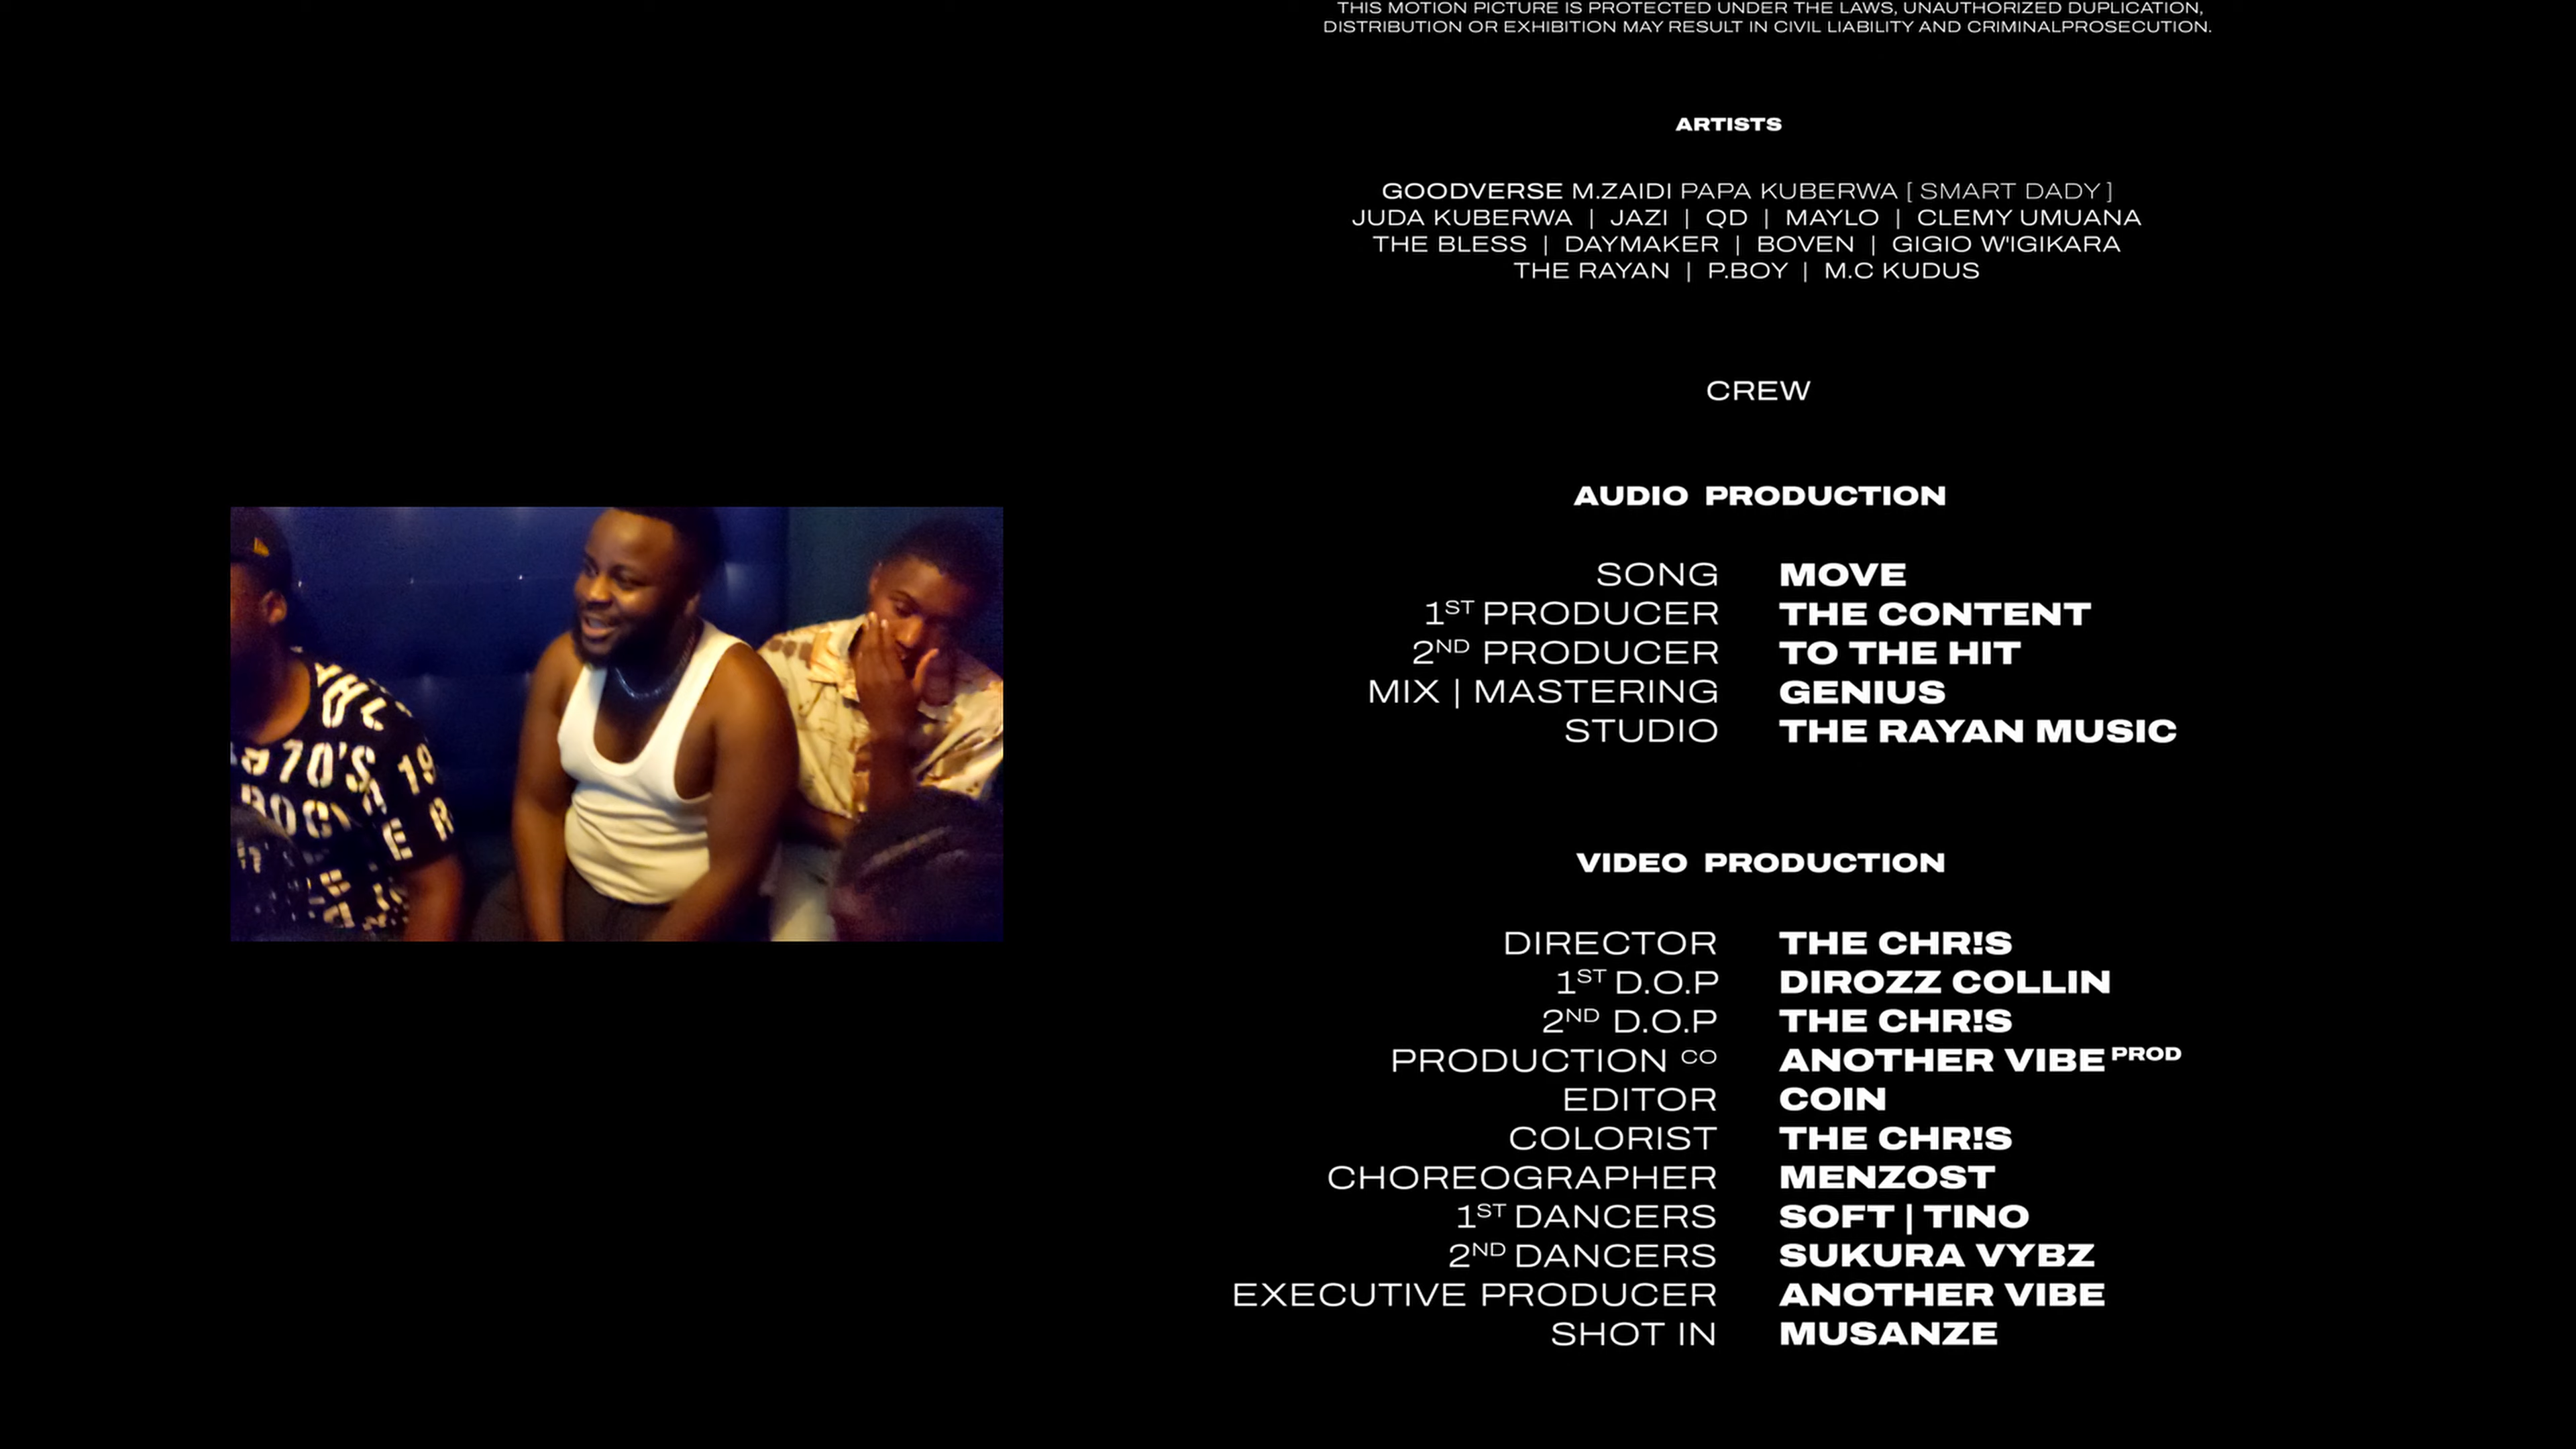 THIS MOTION PICTURE IS PROTECTED UNDER THE LAWS, UNAUTHORIZED DUPLICATION,
DISTRIBUTION OR EXHIBITION MAY RESULT IN CIVIL LIABILITY AND CRIMINALPROSECUTION.
ARTISTS
GOODVERSE M.ZAIDI PAPA KUBERWA [ SMART DADY ]
JUDA KUBERWA | JAZI | QD | MAYLO | CLEMY UMUANA
THE BLESS | DAYMAKER | BOVEN | GIGIO W'IGIKARA
THE RAYAN | P.BOY | M.C KUDUS
CREW
AUDIO PRODUCTION
SONG MOVE
1ST PRODUCER THE CONTENT
2ND PRODUCER TO THE HIT
MIX | MASTERING GENIUS
STUDIO THE RAYAN MUSIC
VIDEO PRODUCTION
DIRECTOR THE CHR!S
1ST D.O.P DIROZZ COLLIN
2ND D.O.P THE CHR!S
PRODUCTION CO ANOTHER VIBE PROD
EDITOR COIN
COLORIST THE CHR!S
CHOREOGRAPHER MENZOST
1ST DANCERS SOFT | TINO
2ND DANCERS SUKURA VYBZ
EXECUTIVE PRODUCER ANOTHER VIBE
SHOT IN MUSANZE
70'S 19